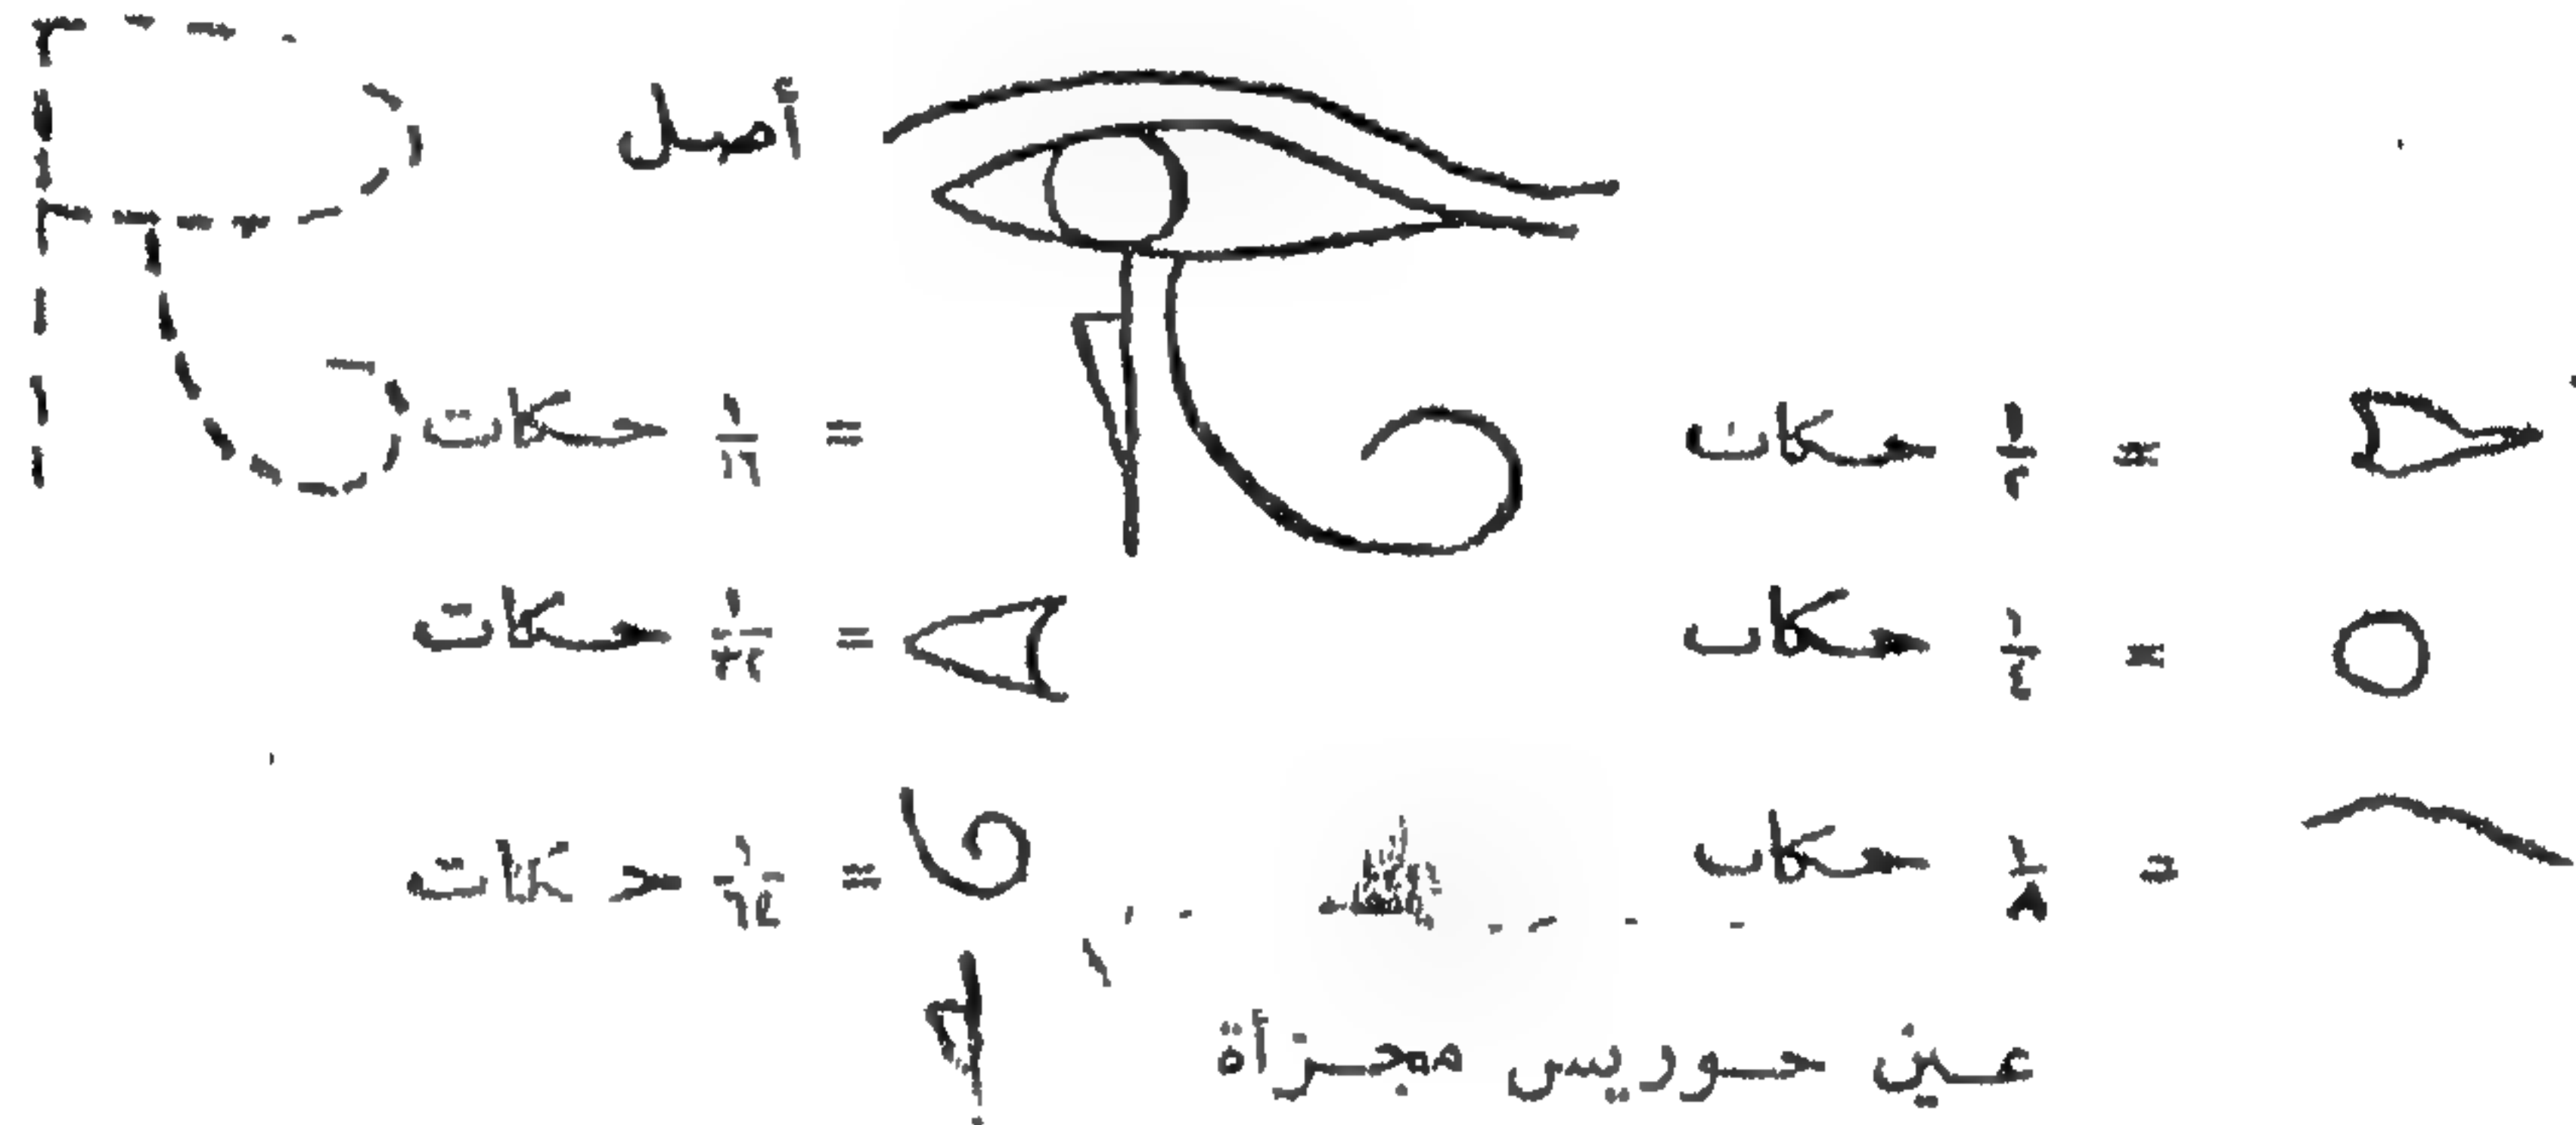 أصل
= ١/٢ حكات
= ١/٤ حكات
= ١/٨ حكات
= ١/١٦ حكات
= ١/٣٢ حكات
= ١/٦٤ حكات
عين حوريس مجزأة